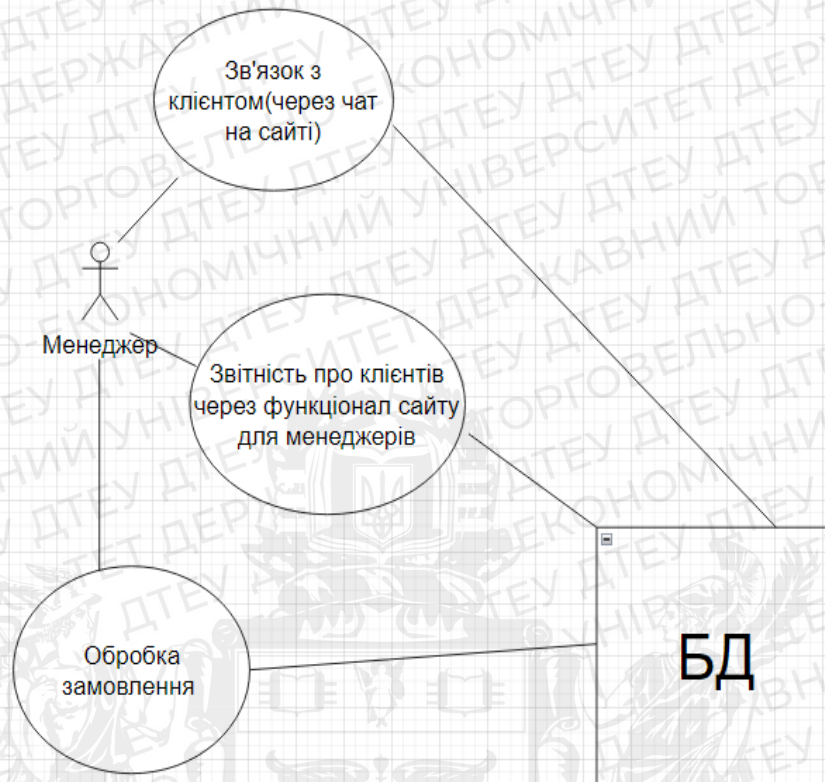 Зв'язок з
клієнтом(через чат
на сайті)
Менеджер
Звітність про клієнтів
через функціонал сайту
для менеджерів
БД
Обробка
замовлення